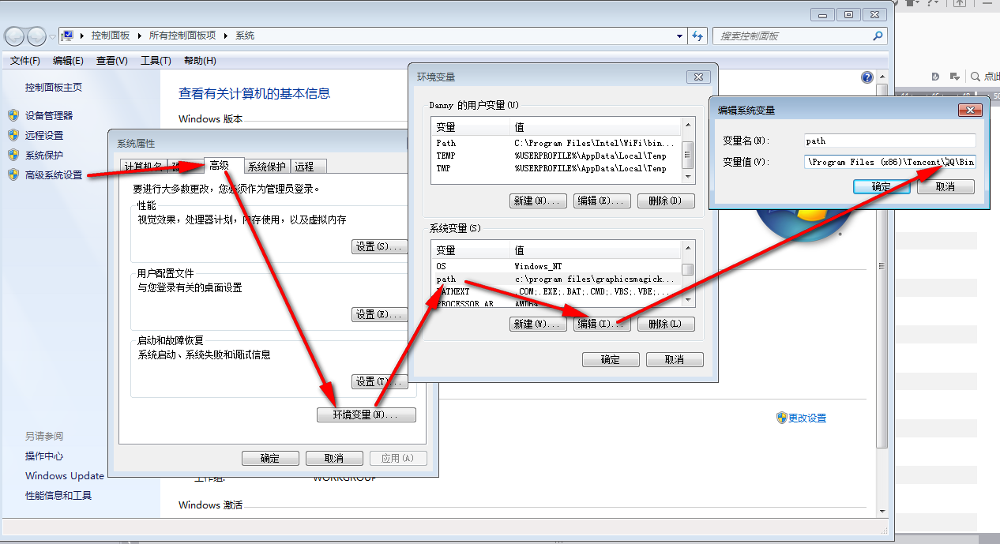 控制面板 ▸ 所有控制面板项 ▸ 系统
搜索控制面板
文件(F) 编辑(E) 查看(V) 工具(T) 帮助(H)
控制面板主页
设备管理器
远程设置
系统保护
高级系统设置
另请参阅
操作中心
Windows Update
性能信息和工具
查看有关计算机的基本信息
Windows 版本
更改设置
WORKGROUP
Windows 激活
系统属性
计算机名
高级
系统保护
远程
要进行大多数更改，您必须作为管理员登录。
性能
视觉效果，处理器计划，内存使用，以及虚拟内存
设置(S)...
用户配置文件
与您登录有关的桌面设置
设置(E)...
启动和故障恢复
系统启动、系统失败和调试信息
设置(T)...
环境变量(N)...
确定 取消 应用(A)
环境变量
Danny 的用户变量(U)
变量 值
Path C:\Program Files\Intel\WiFi\bin...
TEMP %USERPROFILE%\AppData\Local\Temp
TMP %USERPROFILE%\AppData\Local\Temp
新建(N)... 编辑(E)... 删除(D)
系统变量(S)
变量 值
OS Windows_NT
path c:\program files\graphicsmagick...
PATHEXT .COM;.EXE;.BAT;.CMD;.VBS;.VBE;...
PROCESSOR_AR AMD64
新建(W)... 编辑(I)... 删除(L)
确定 取消
编辑系统变量
变量名(N): path
变量值(V): \Program Files (x86)\Tencent\QQ\Bin
确定 取消
点此